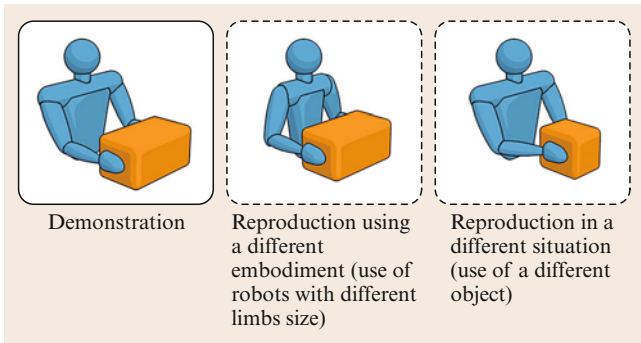 Demonstration
Reproduction using
a different
embodiment (use of
robots with different
limbs size)
Reproduction in a
different situation
(use of a different
object)